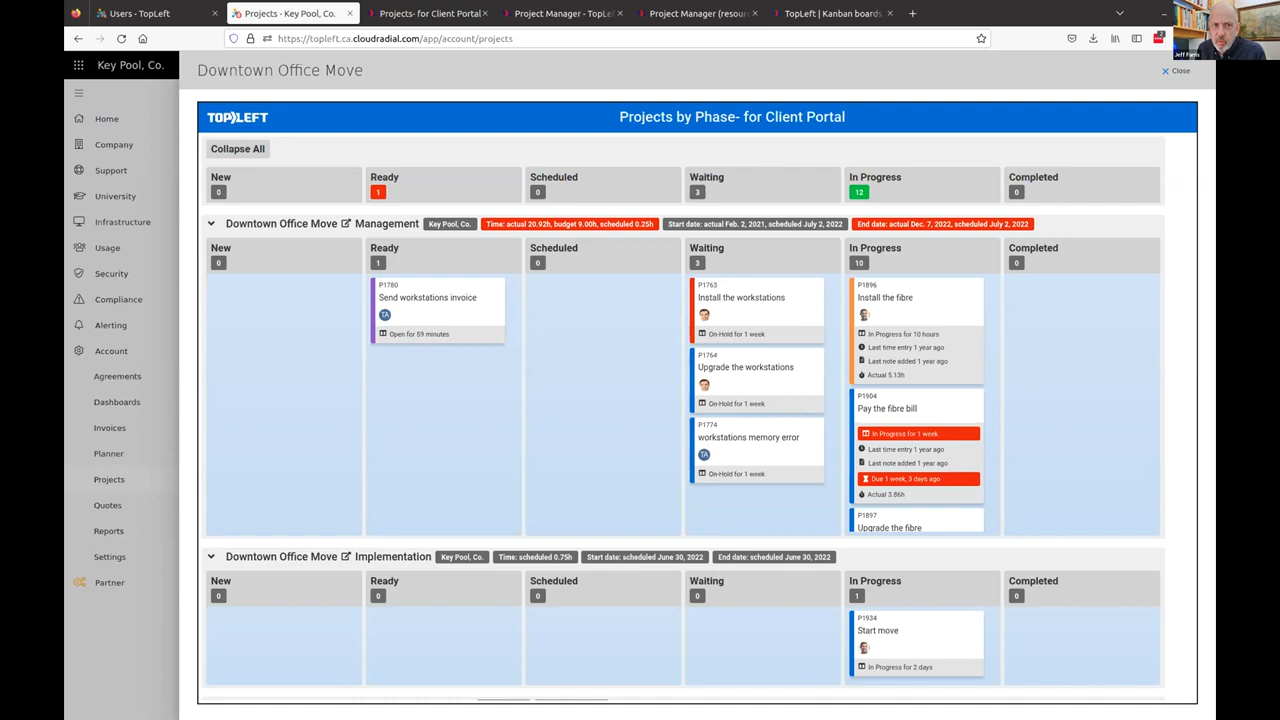 Users - TopLeft
Projects - Key Pool, Co.
Projects- for Client Portal
Project Manager - TopLe
Project Manager (resour
TopLeft | Kanban boards
https://topleft.ca.cloudradial.com/app/account/projects
Jeff Farris
Key Pool, Co.
Downtown Office Move
Close
Home
Company
Support
University
Infrastructure
Usage
Security
Compliance
Alerting
Account
Agreements
Dashboards
Invoices
Planner
Projects
Quotes
Reports
Settings
Partner
TOPLEFT
Projects by Phase- for Client Portal
Collapse All
New
0
Ready
1
Scheduled
0
Waiting
3
In Progress
12
Completed
0
Downtown Office Move Management Key Pool, Co. Time: actual 20.92h, budget 9.00h, scheduled 0.25h Start date: actual Feb. 2, 2021, scheduled July 2, 2022 End date: actual Dec. 7, 2022, scheduled July 2, 2022
New
0
Ready
1
P1780
Send workstations invoice
TA
Open for 59 minutes
Scheduled
0
Waiting
3
P1763
Install the workstations
On-Hold for 1 week
P1764
Upgrade the workstations
On-Hold for 1 week
P1774
workstations memory error
TA
On-Hold for 1 week
In Progress
10
P1896
Install the fibre
In Progress for 10 hours
Last time entry 1 year ago
Last note added 1 year ago
Actual 5.13h
P1904
Pay the fibre bill
In Progress for 1 week
Last time entry 1 year ago
Last note added 1 year ago
Due 1 week, 3 days ago
Actual 3.86h
P1897
Upgrade the fibre
Completed
0
Downtown Office Move Implementation Key Pool, Co. Time: scheduled 0.75h Start date: scheduled June 30, 2022 End date: scheduled June 30, 2022
New
0
Ready
0
Scheduled
0
Waiting
0
In Progress
1
P1934
Start move
In Progress for 2 days
Completed
0